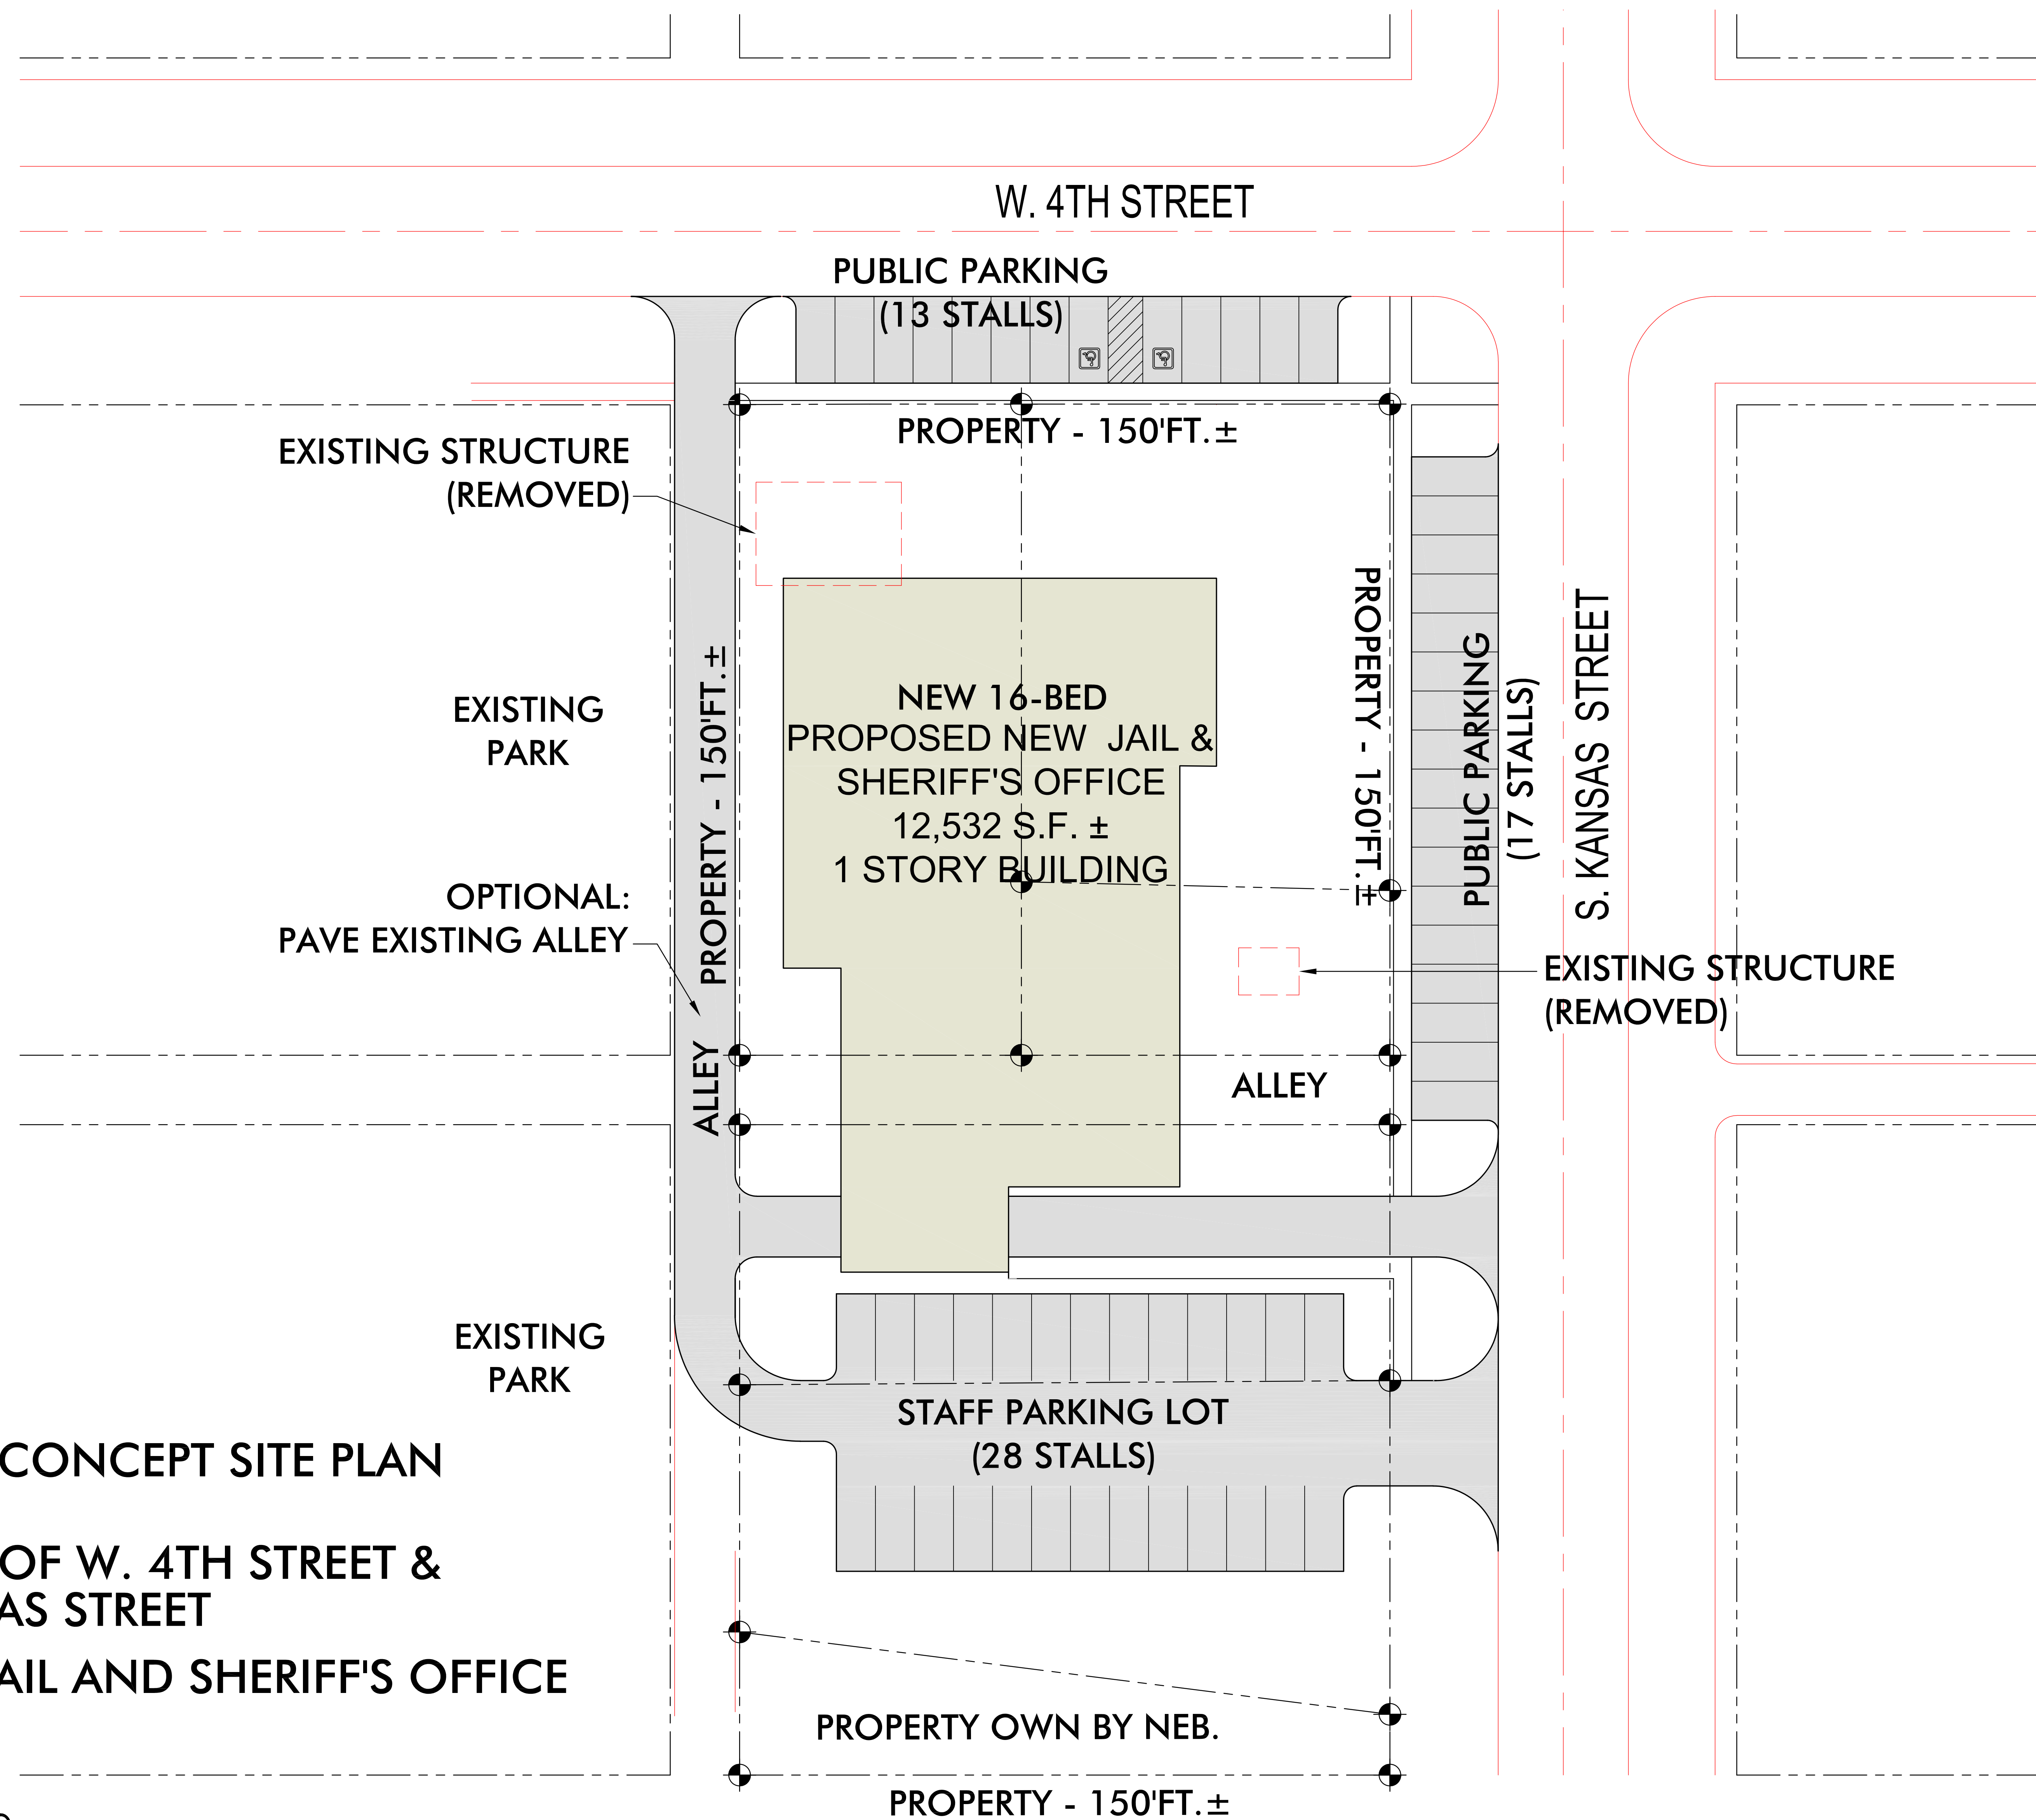 W. 4TH STREET
PUBLIC PARKING
(13 STALLS)
PROPERTY - 150'FT.±
EXISTING STRUCTURE
(REMOVED)
EXISTING
PARK
PROPERTY - 150'FT.±
NEW 16-BED
PROPOSED NEW JAIL &
SHERIFF'S OFFICE
12,532 S.F. ±
1 STORY BUILDING
PROPERTY - 150'FT.±
PUBLIC PARKING
(17 STALLS)
S. KANSAS STREET
OPTIONAL:
PAVE EXISTING ALLEY
EXISTING STRUCTURE
(REMOVED)
ALLEY
ALLEY
EXISTING
PARK
STAFF PARKING LOT
(28 STALLS)
CONCEPT SITE PLAN
OF W. 4TH STREET &
AS STREET
AIL AND SHERIFF'S OFFICE
PROPERTY OWN BY NEB.
PROPERTY - 150'FT.±